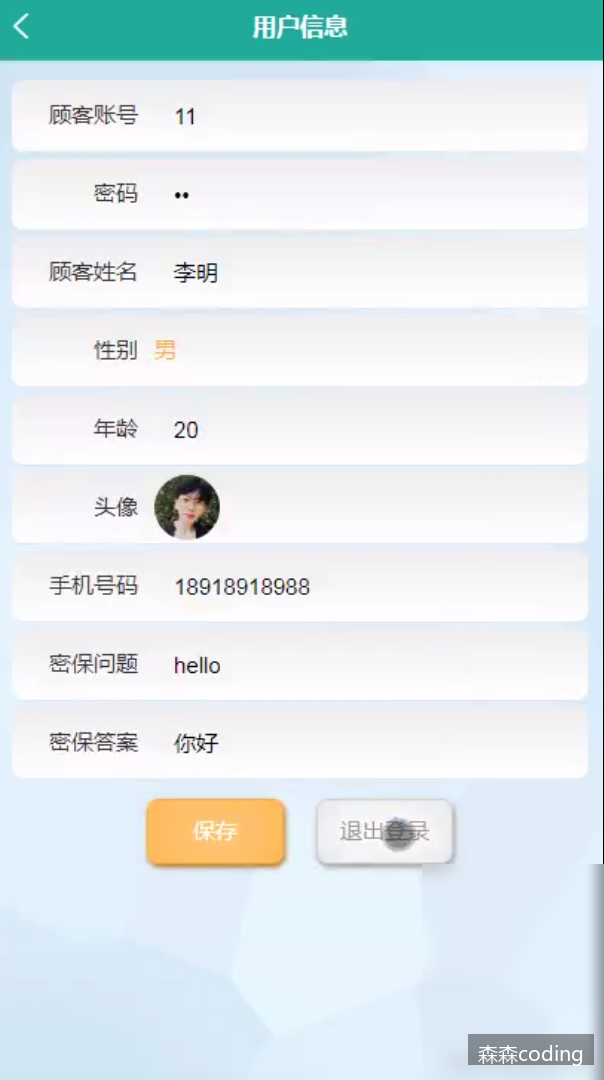 用户信息
顾客账号 11
密码 ••
顾客姓名 李明
性别 男
年龄 20
头像
手机号码 18918918988
密保问题 hello
密保答案 你好
保存 退出登录
森森coding